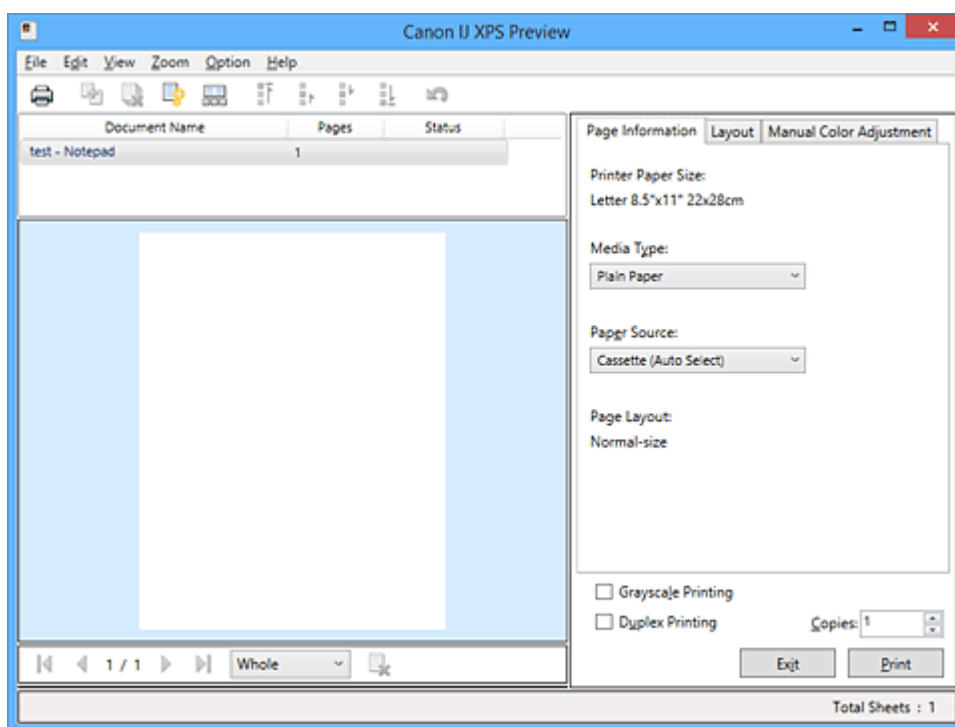 Canon IJ XPS Preview
File Edit View Zoom Option Help
Document Name Pages Status
test - Notepad 1
Page Information Layout Manual Color Adjustment
Printer Paper Size:
Letter 8.5"x11" 22x28cm
Media Type:
Plain Paper
Paper Source:
Cassette (Auto Select)
Page Layout:
Normal-size
Grayscale Printing
Duplex Printing Copies: 1
1 / 1 Whole Exit Print
Total Sheets : 1